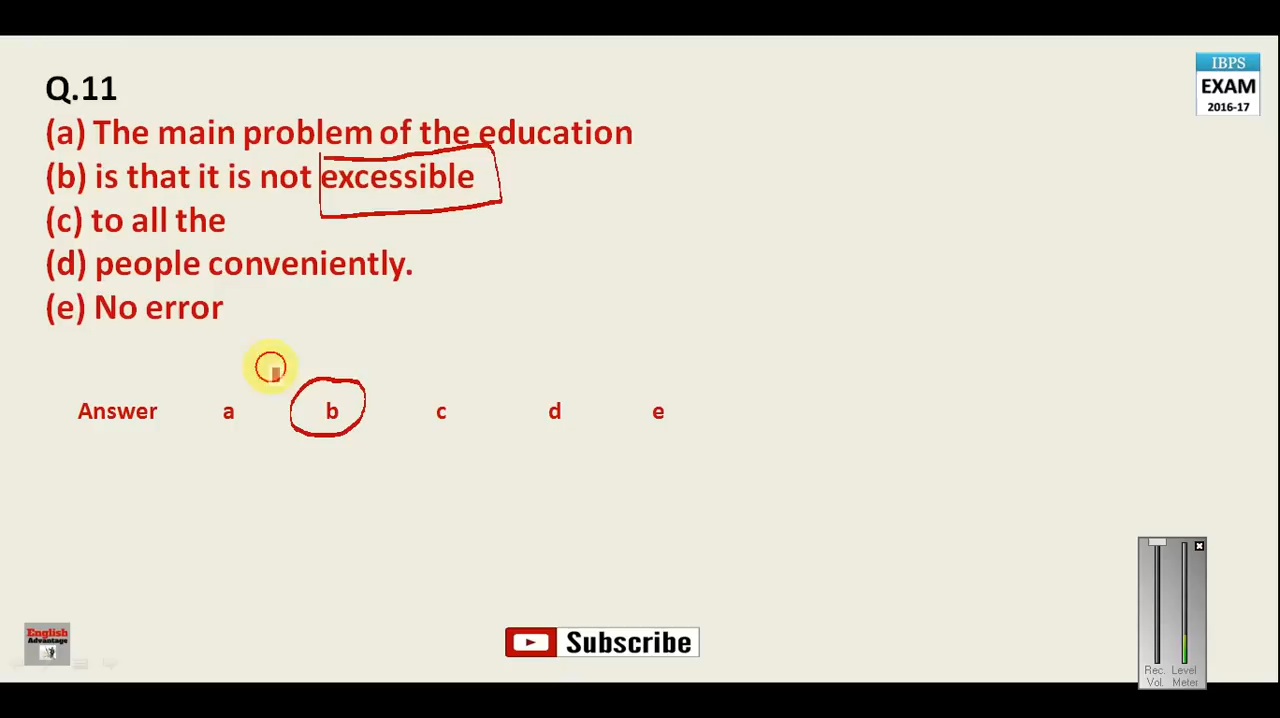 Q.11
IBPS
EXAM
2016-17
(a) The main problem of the education
(b) is that it is not excessible
(c) to all the
(d) people conveniently.
(e) No error
Answer a b c d e
English
Advantage
Subscribe
Rec. Level
Vol. Meter